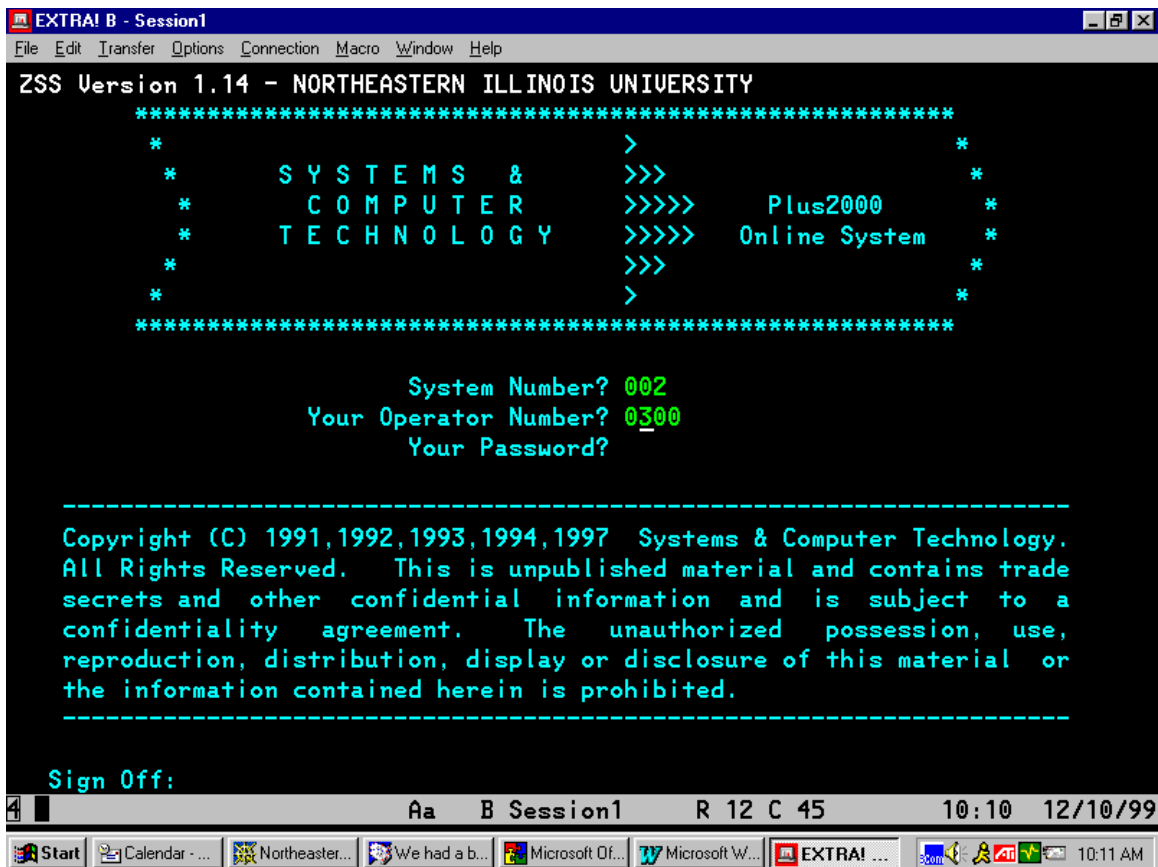 EXTRA! B - Session1
File Edit Transfer Options Connection Macro Window Help
ZSS Version 1.14 - NORTHEASTERN ILLINOIS UNIVERSITY
*********************************************************
* > *
* S Y S T E M S & >>> *
* C O M P U T E R >>>>> Plus2000 *
* T E C H N O L O G Y >>>>> Online System *
* >>> *
* > *
*********************************************************
System Number? 002
Your Operator Number? 0300
Your Password?
----------------------------------------------------------------------
Copyright (C) 1991,1992,1993,1994,1997 Systems & Computer Technology.
All Rights Reserved. This is unpublished material and contains trade
secrets and other confidential information and is subject to a
confidentiality agreement. The unauthorized possession, use,
reproduction, distribution, display or disclosure of this material or
the information contained herein is prohibited.
----------------------------------------------------------------------
Sign Off:
4 Aa B Session1 R 12 C 45 10:10 12/10/99
Start Calendar - ... Northeaster... We had a b... Microsoft Of... Microsoft W... EXTRA! ... 3Com ATI 10:11 AM